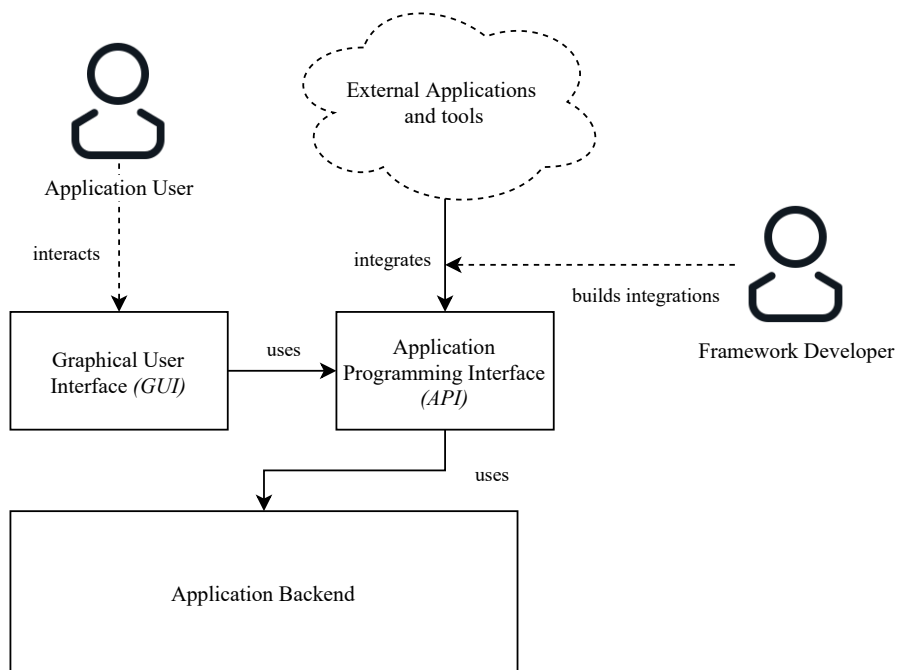 External Applications
and tools
Application User
interacts
integrates
builds integrations
Framework Developer
Graphical User
Interface (GUI)
uses
Application
Programming Interface
(API)
uses
Application Backend